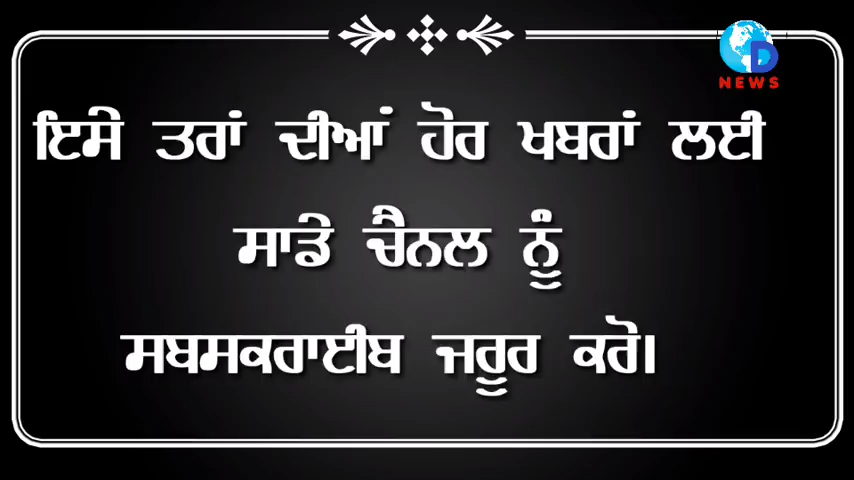 D
NEWS
ਇਸੇ ਤਰਾਂ ਦੀਆਂ ਹੋਰ ਖਬਰਾਂ ਲਈ
ਸਾਡੇ ਚੈਨਲ ਨੂੰ
ਸਬਸਕਰਾਈਬ ਜਰੂਰ ਕਰੋ।